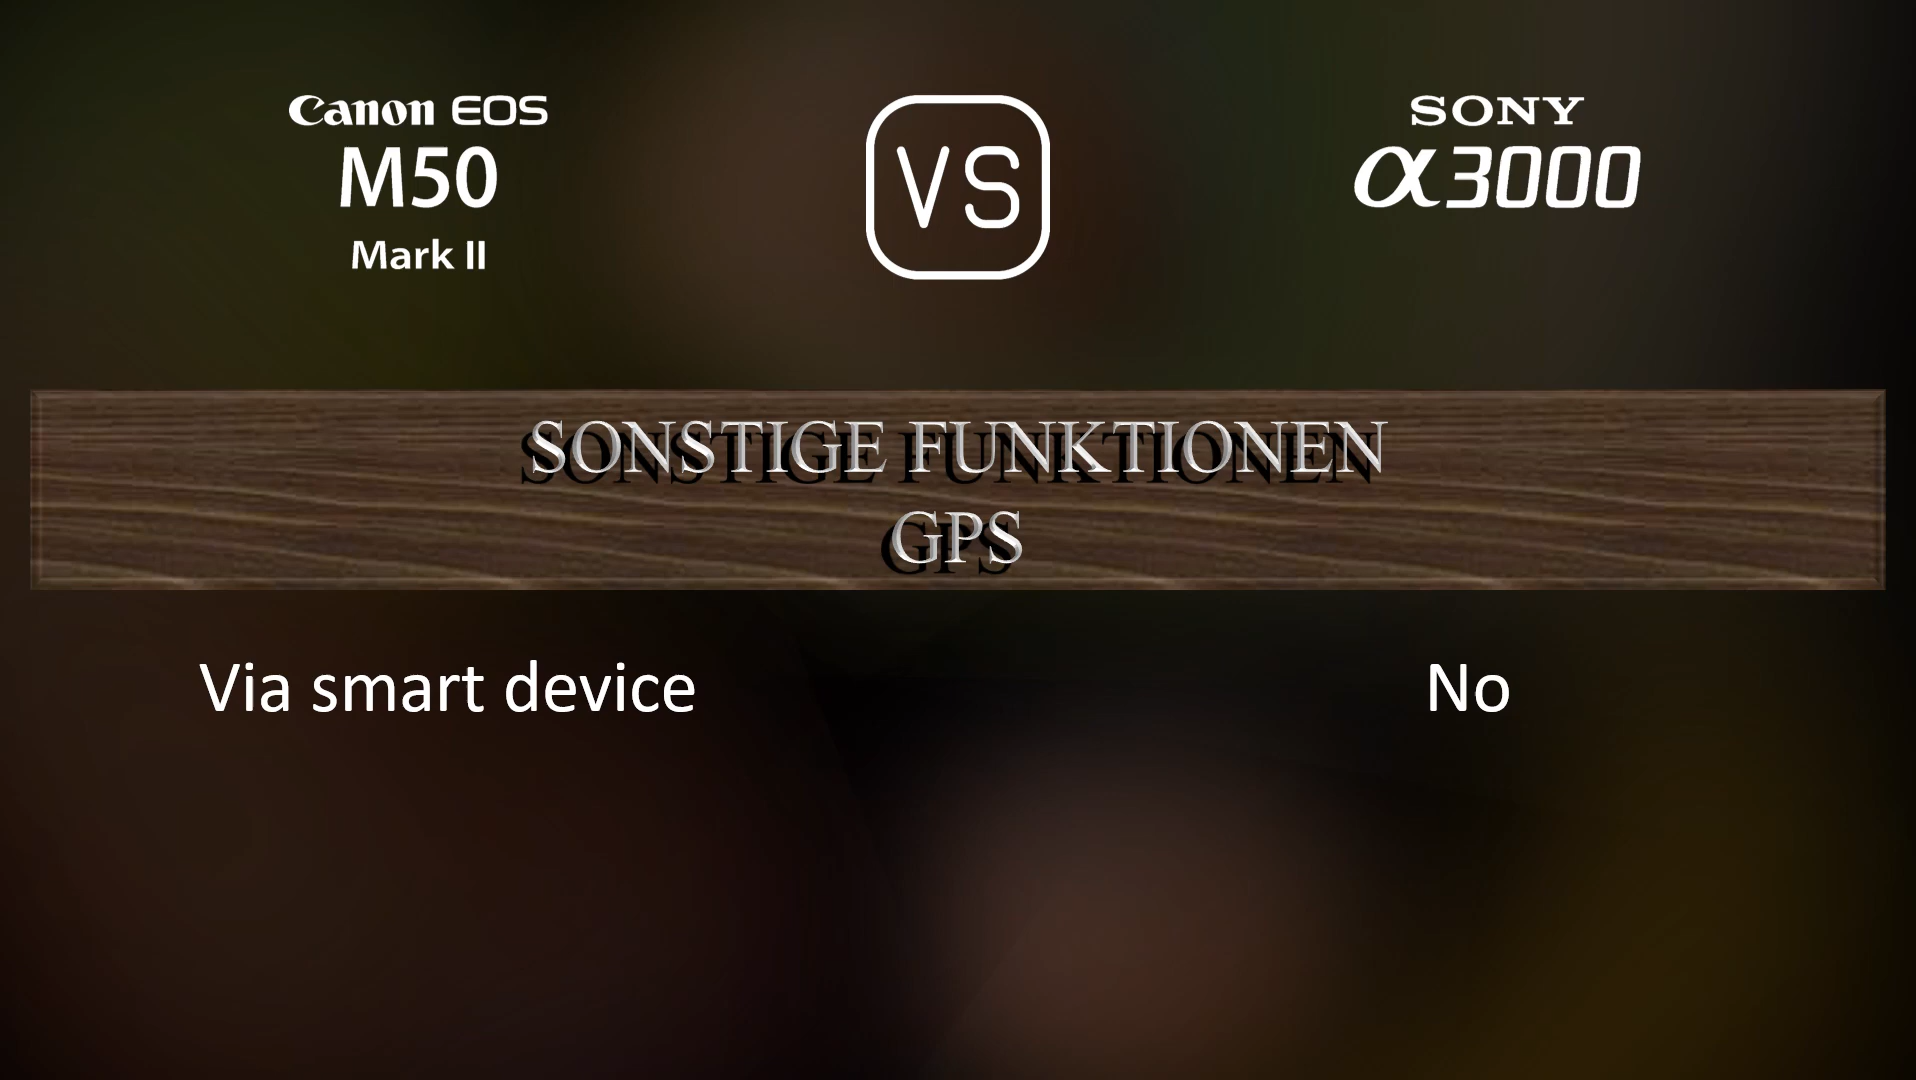 Canon EOS
M50
Mark II
VS
SONY
α3000
SONSTIGE FUNKTIONEN
GPS
Via smart device
No